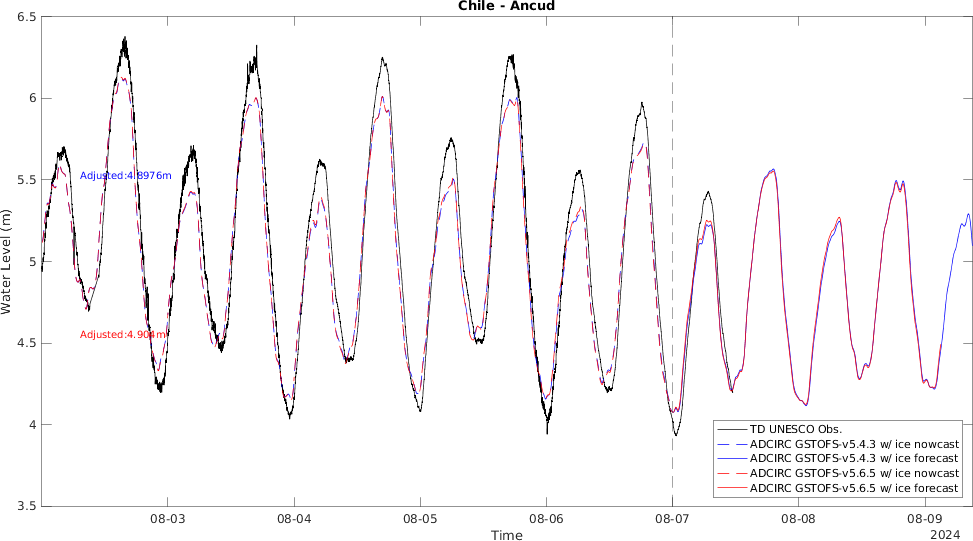 Chile - Ancud
6.5
6
5.5
5
4.5
4
3.5
Water Level (m)
Adjusted:4.8976m
Adjusted:4.904m
TD UNESCO Obs.
ADCIRC GSTOFS-v5.4.3 w/ ice nowcast
ADCIRC GSTOFS-v5.4.3 w/ ice forecast
ADCIRC GSTOFS-v5.6.5 w/ ice nowcast
ADCIRC GSTOFS-v5.6.5 w/ ice forecast
08-03 08-04 08-05 08-06 08-07 08-08 08-09
Time
2024